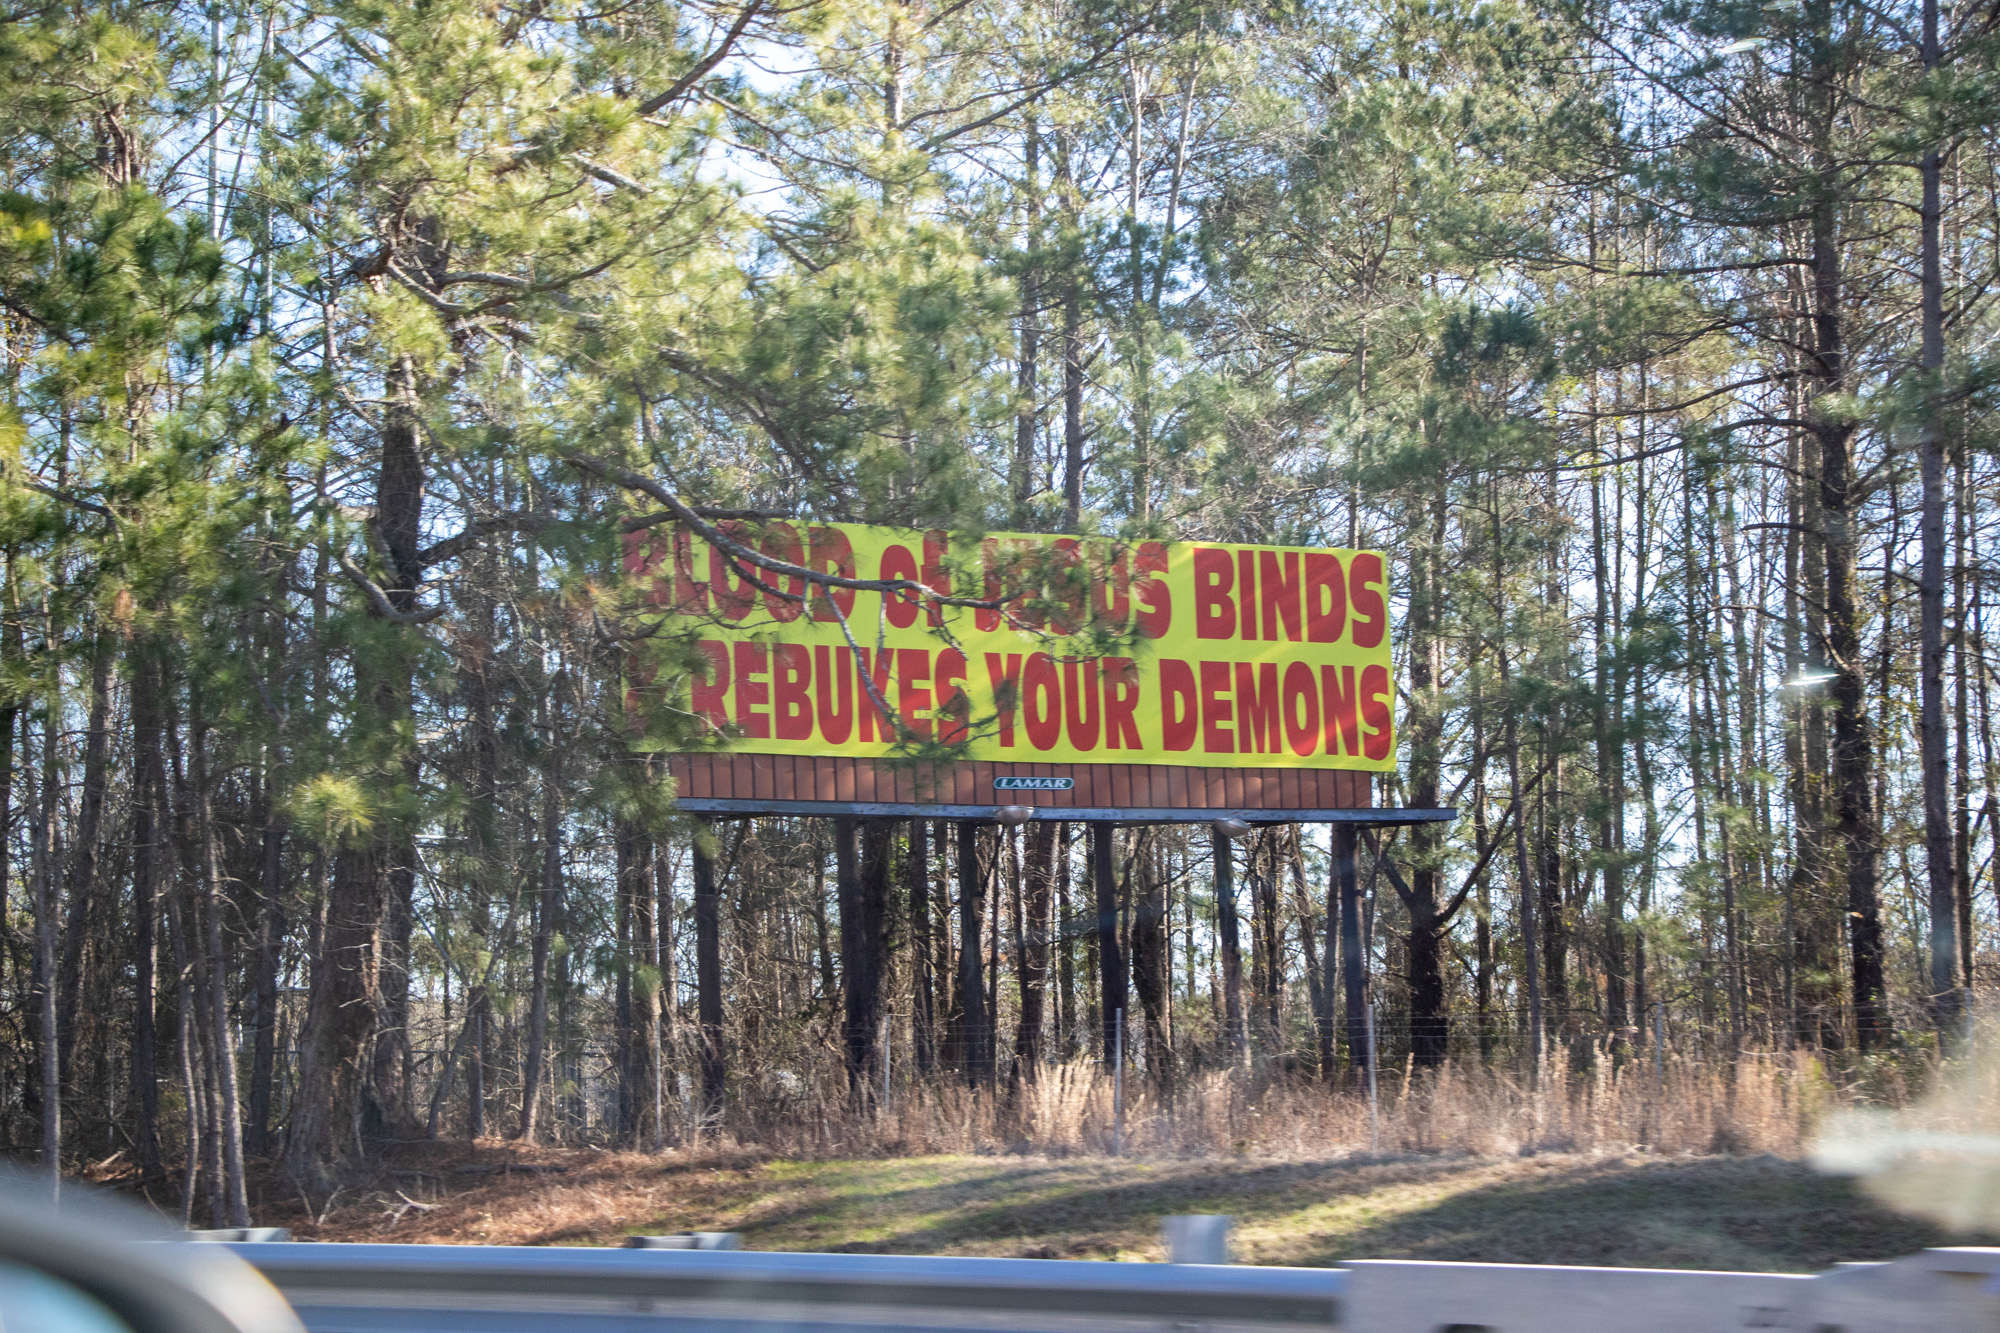 BLOOD of JESUS BINDS
REBUKES YOUR DEMONS
LAMAR